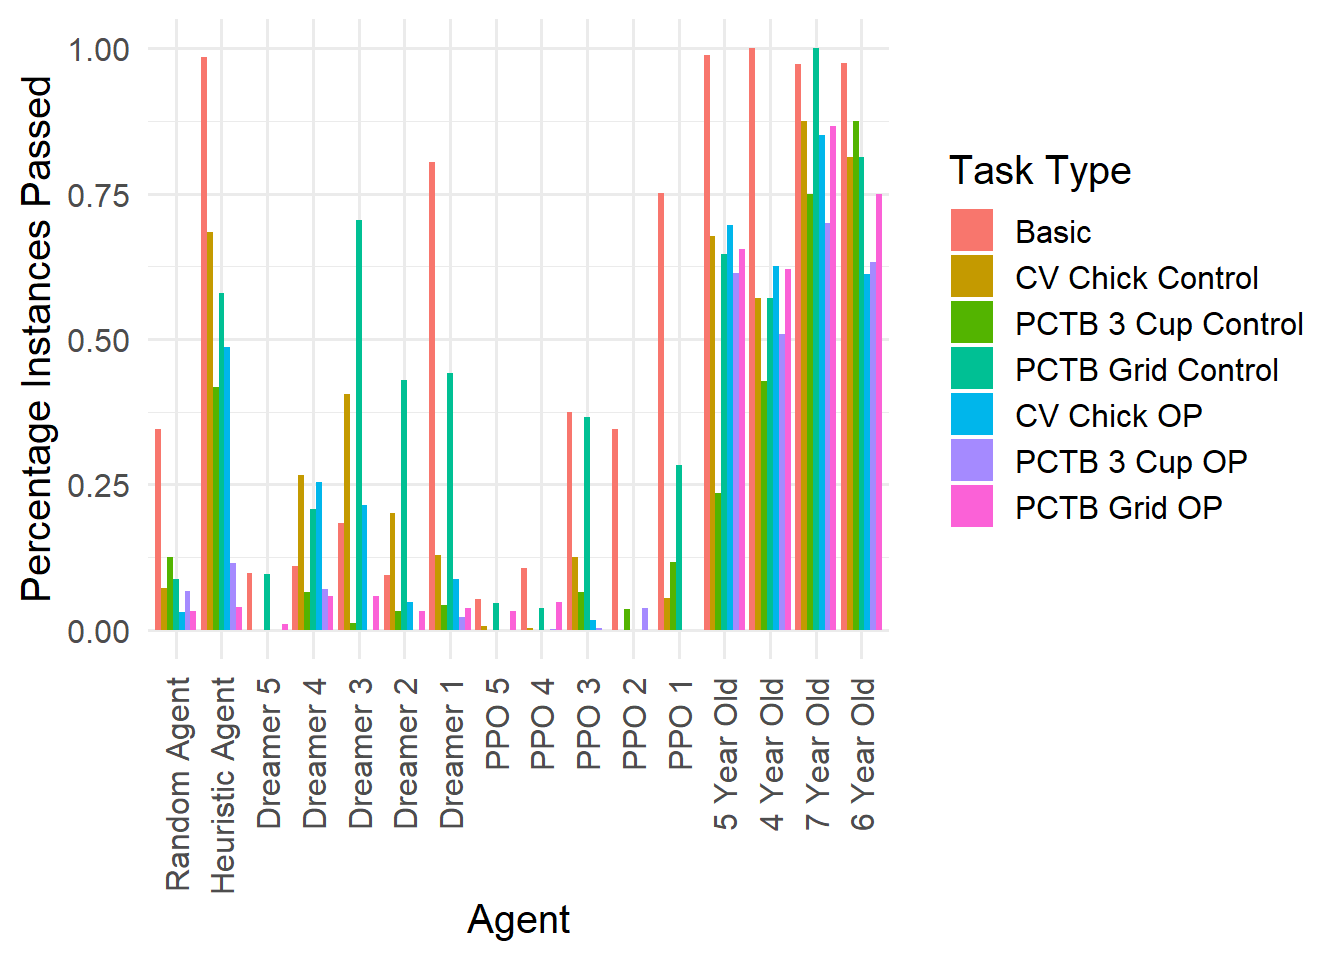 Percentage Instances Passed
1.00
0.75
0.50
0.25
0.00
Random Agent
Heuristic Agent
Dreamer 5
Dreamer 4
Dreamer 3
Dreamer 2
Dreamer 1
PPO 5
PPO 4
PPO 3
PPO 2
PPO 1
5 Year Old
4 Year Old
7 Year Old
6 Year Old
Agent
Task Type
Basic
CV Chick Control
PCTB 3 Cup Control
PCTB Grid Control
CV Chick OP
PCTB 3 Cup OP
PCTB Grid OP